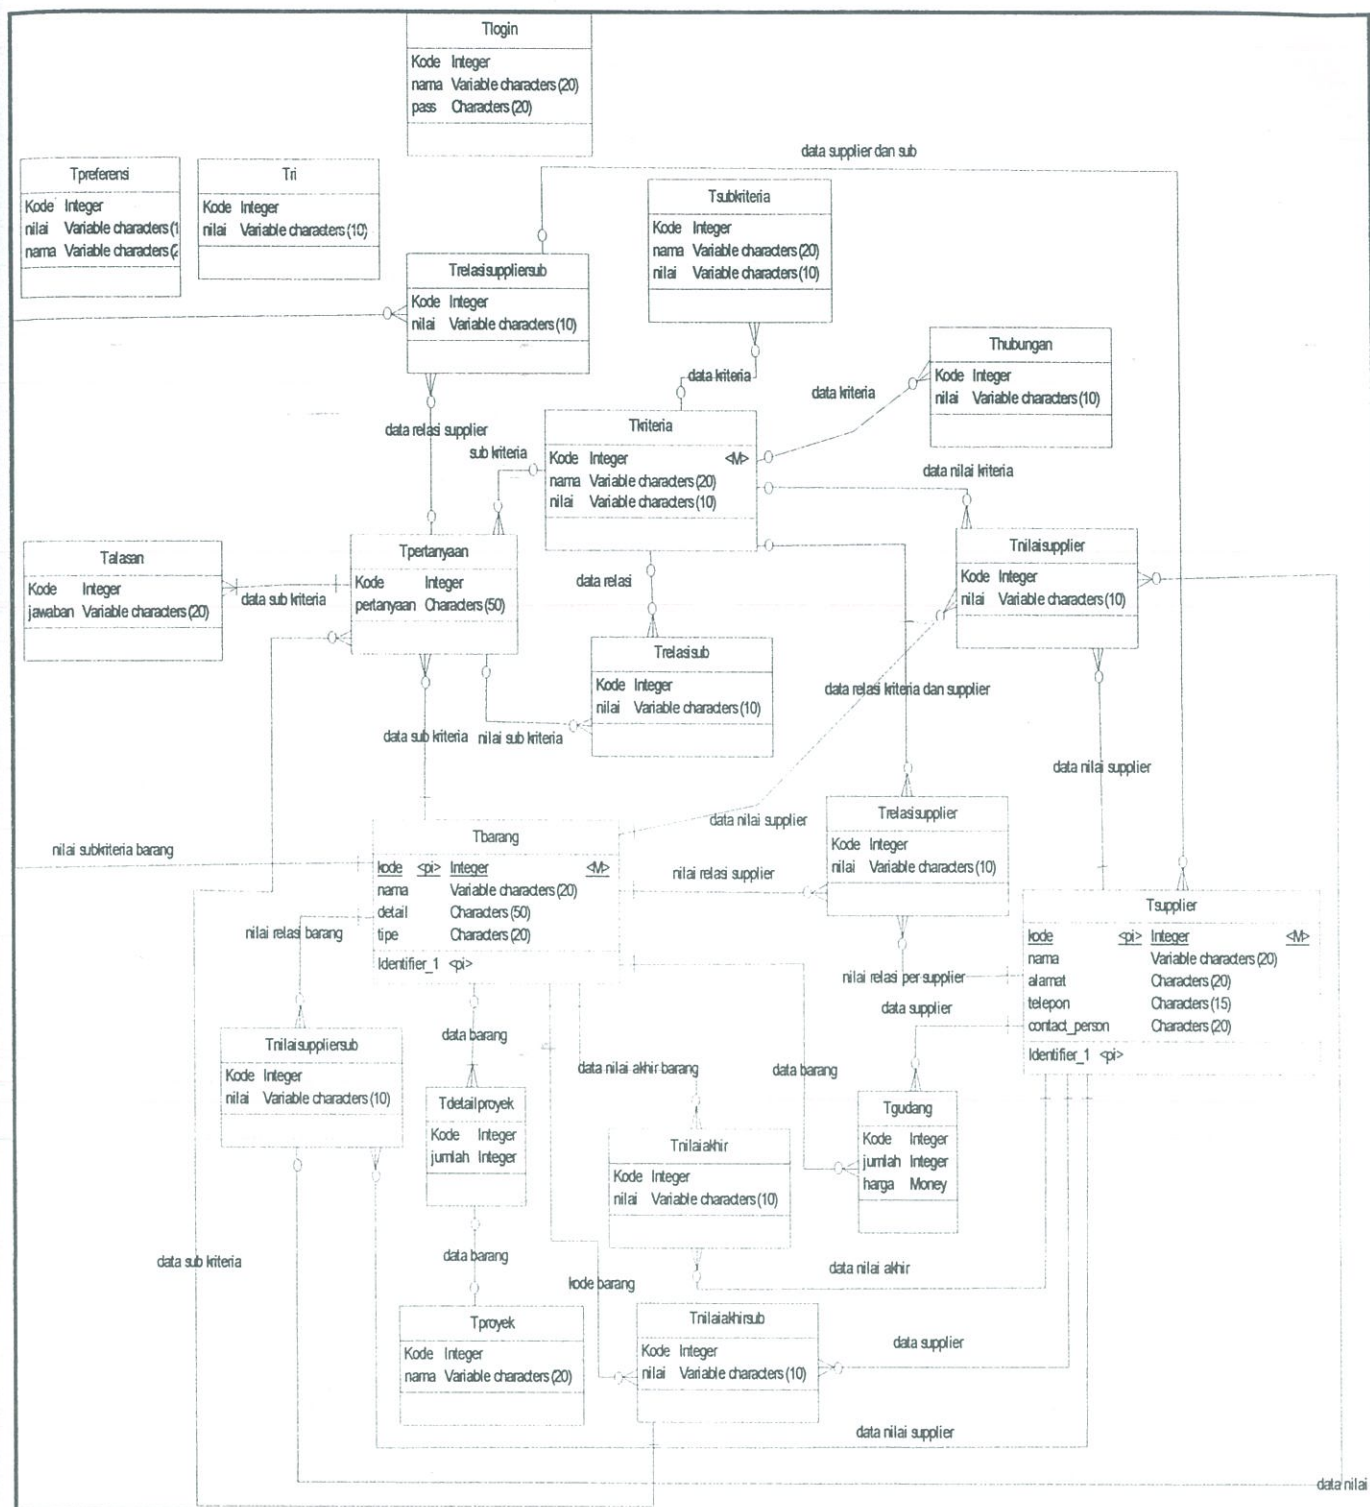 Tlogin
Kode Integer
nama Variable characters (20)
pass Characters (20)
data supplier dan sub
Tpreferensi
Kode Integer
nilai Variable characters (1
nama Variable characters (2
Tri
Kode Integer
nilai Variable characters (10)
Tsubkriteria
Kode Integer
nama Variable characters (20)
nilai Variable characters (10)
Trelasisuppliersub
Kode Integer
nilai Variable characters (10)
Thubungan
Kode Integer
nilai Variable characters (10)
data kriteria
data kriteria
data relasi supplier
sub kriteria
Tkriteria
Kode Integer <M>
nama Variable characters (20)
nilai Variable characters (10)
data nilai kriteria
Talasan
Kode Integer
jawaban Variable characters (20)
data sub kriteria
Tpertanyaan
Kode Integer
pertanyaan Characters (50)
data relasi
Tnilaisupplier
Kode Integer
nilai Variable characters (10)
Trelasisub
Kode Integer
nilai Variable characters (10)
data relasi kriteria dan supplier
data sub kriteria
nilai sub kriteria
data nilai supplier
data nilai supplier
nilai subkriteria barang
Tbarang
kode <pi> Integer <M>
nama Variable characters (20)
detail Characters (50)
tipe Characters (20)
Identifier_1 <pi>
nilai relasi supplier
Trelasisupplier
Kode Integer
nilai Variable characters (10)
nilai relasi barang
nilai relasi per supplier
Tsupplier
kode <pi> Integer <M>
nama Variable characters (20)
alamat Characters (20)
telepon Characters (15)
contact_person Characters (20)
Identifier_1 <pi>
data supplier
Tnilaisuppliersub
Kode Integer
nilai Variable characters (10)
data barang
data nilai akhir barang
data barang
Tdetailproyek
Kode Integer
jumlah Integer
Tnilaiakhir
Kode Integer
nilai Variable characters (10)
Tgudang
Kode Integer
jumlah Integer
harga Money
data sub kriteria
data barang
kode barang
data nilai akhir
Tproyek
Kode Integer
nama Variable characters (20)
Tnilaiakhirsub
Kode Integer
nilai Variable characters (10)
data supplier
data nilai supplier
data nilai